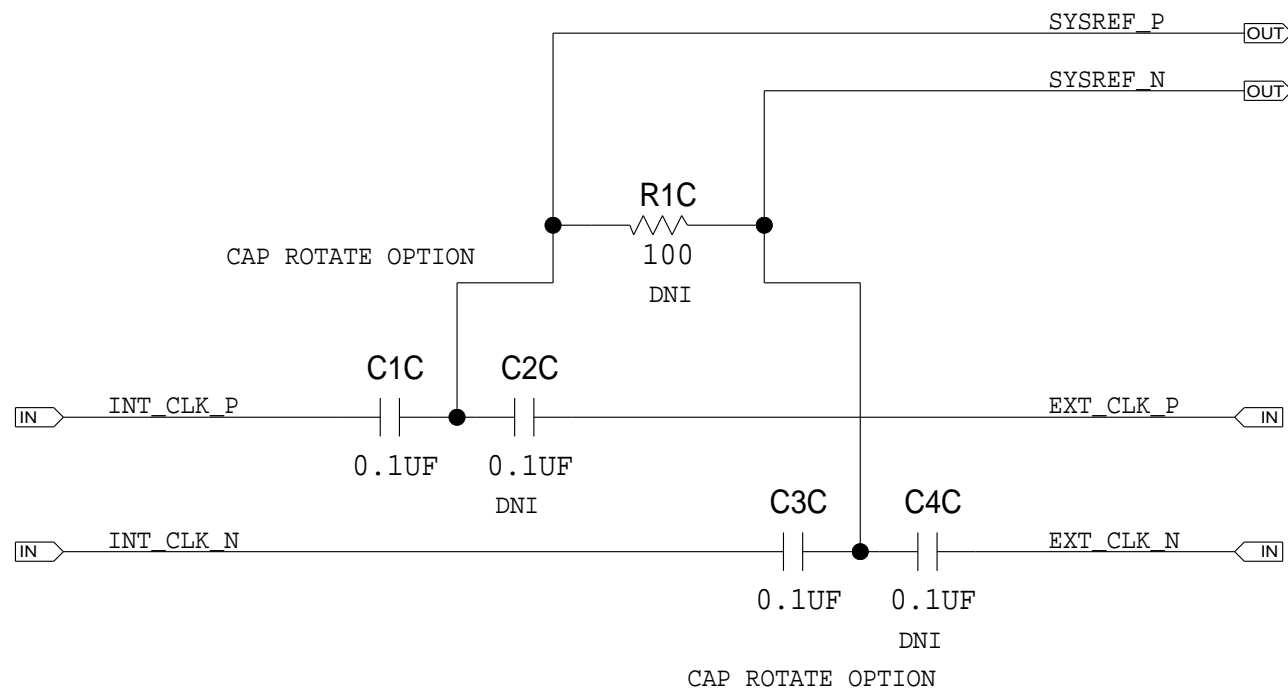 SYSREF_P
OUT
SYSREF_N
OUT
R1C
100
DNI
CAP ROTATE OPTION
C1C
C2C
IN
INT_CLK_P
EXT_CLK_P
IN
0.1UF
0.1UF
DNI
C3C
C4C
IN
INT_CLK_N
EXT_CLK_N
IN
0.1UF
0.1UF
DNI
CAP ROTATE OPTION